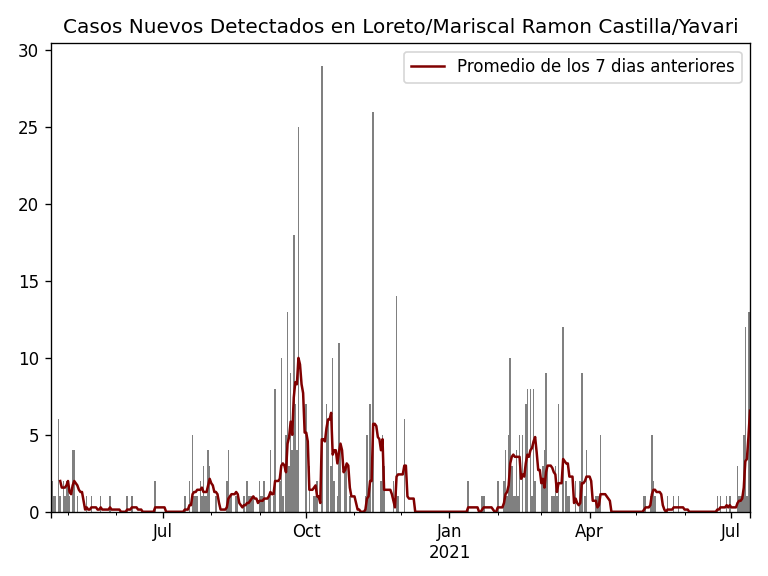 Casos Nuevos Detectados en Loreto/Mariscal Ramon Castilla/Yavari
Promedio de los 7 dias anteriores
30
25
20
15
10
5
0
Jul
Oct
Jan
Apr
Jul
2021